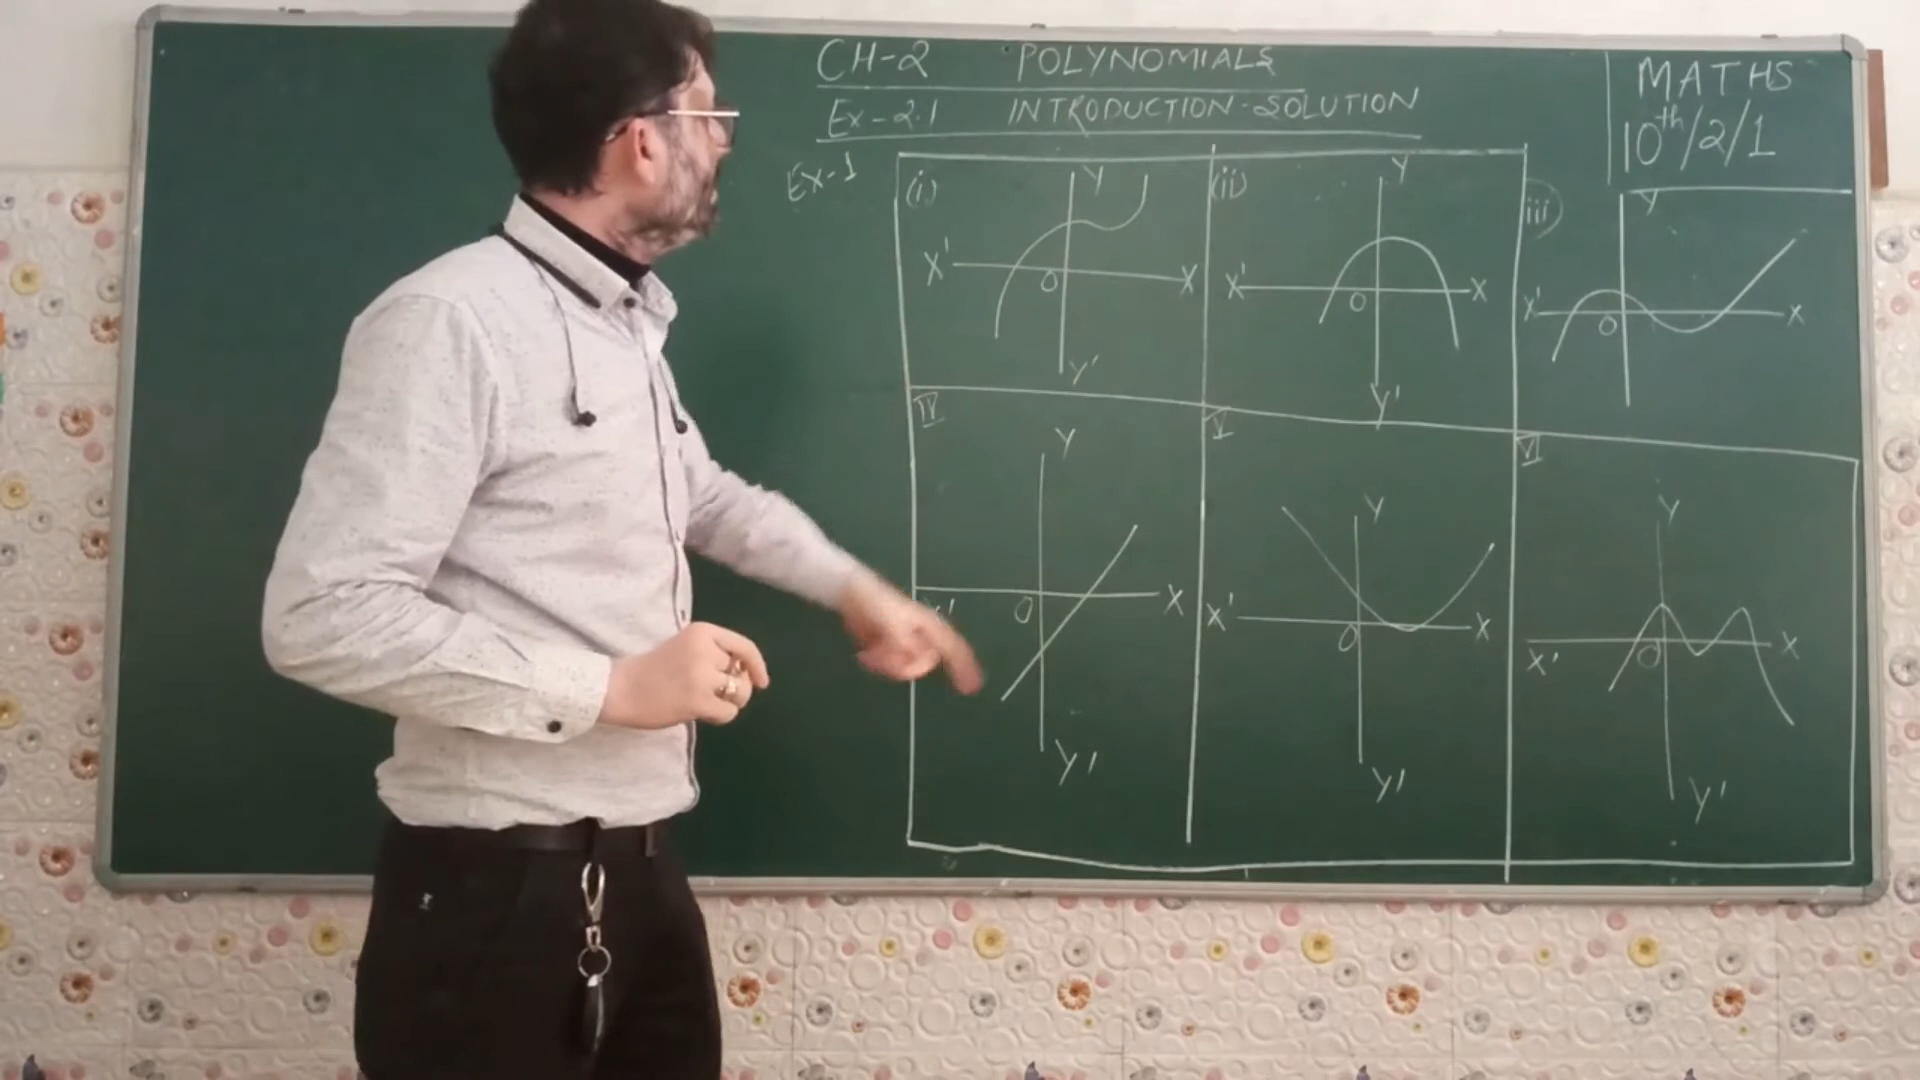 CH-2 POLYNOMIALS
Ex-2.1 INTRODUCTION-SOLUTION
MATHS
10th/2/1
Ex-1
(i) Y X' O X Y'
(ii) Y X' O X Y'
iii) Y X' O X
IV Y X' O X Y'
V Y X' O X Y'
VI Y X' O X Y'